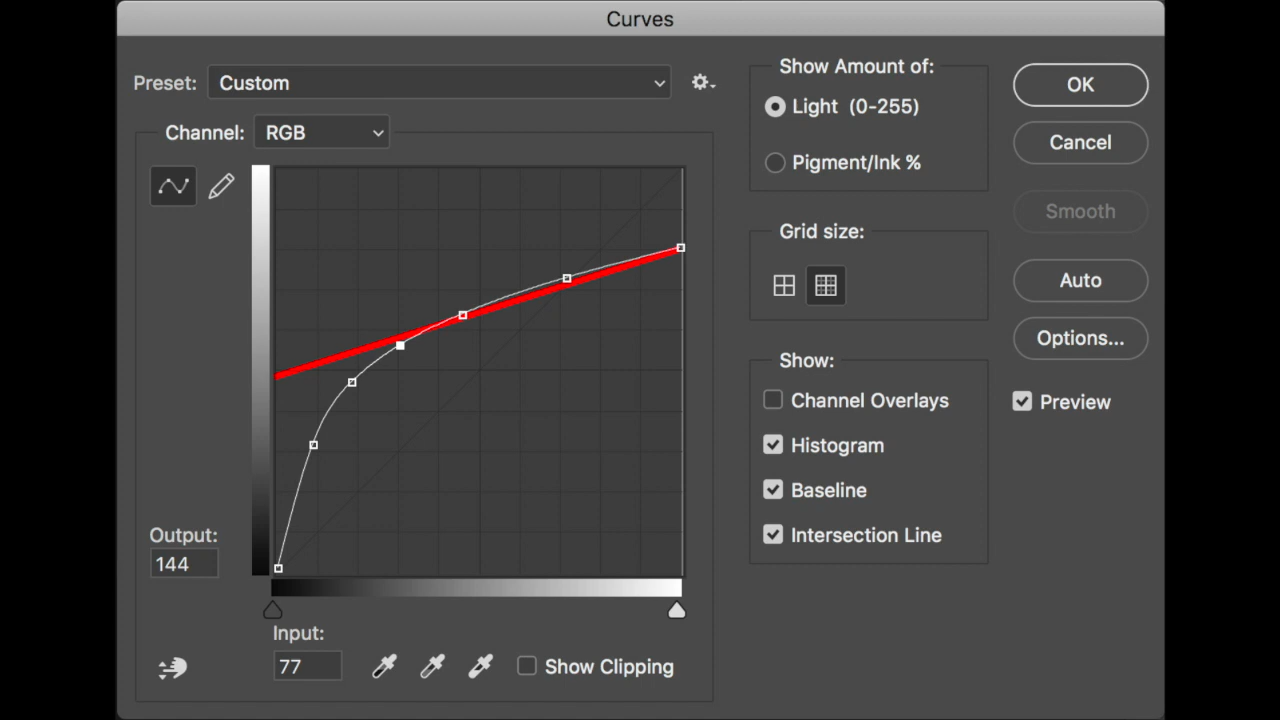 Curves
Preset: Custom
Channel: RGB
Output:
144
Input:
77
Show Clipping
Show Amount of:
Light (0-255)
Pigment/Ink %
Grid size:
Show:
Channel Overlays
Histogram
Baseline
Intersection Line
OK
Cancel
Smooth
Auto
Options...
Preview